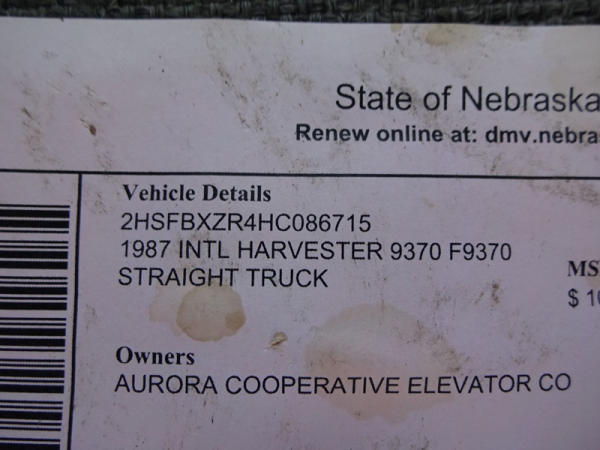 State of Nebraska
Renew online at: dmv.nebra
Vehicle Details
2HSFBXZR4HC086715
1987 INTL HARVESTER 9370 F9370
STRAIGHT TRUCK
MS
$ 10
Owners
AURORA COOPERATIVE ELEVATOR CO